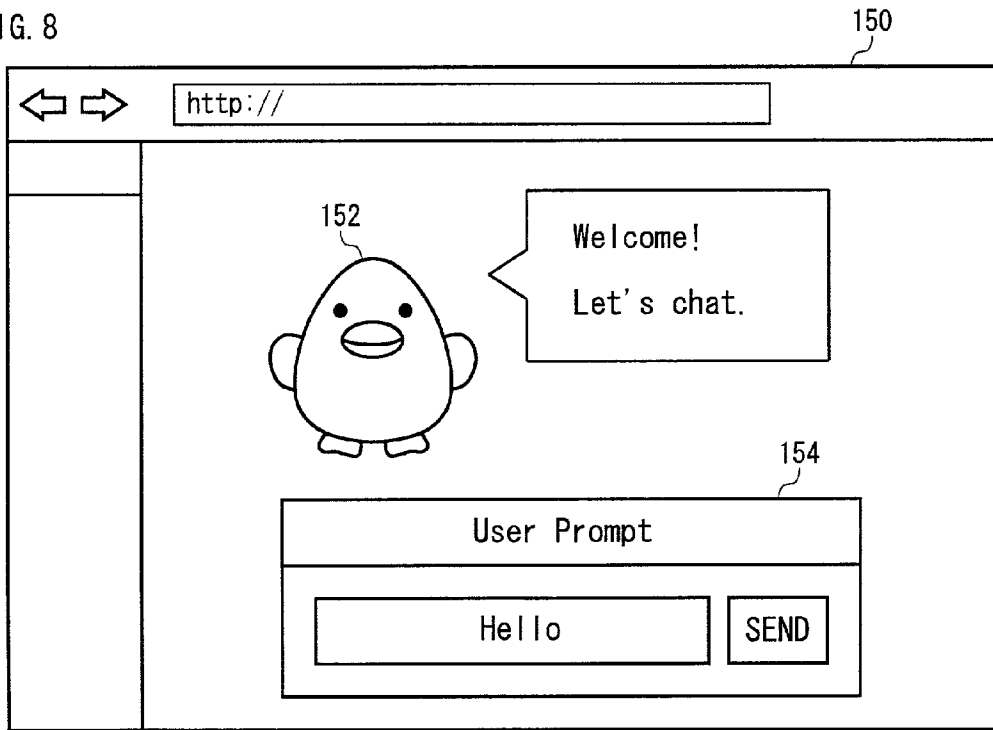 IG. 8
150
http://
152
Welcome!
Let's chat.
154
User Prompt
Hello
SEND